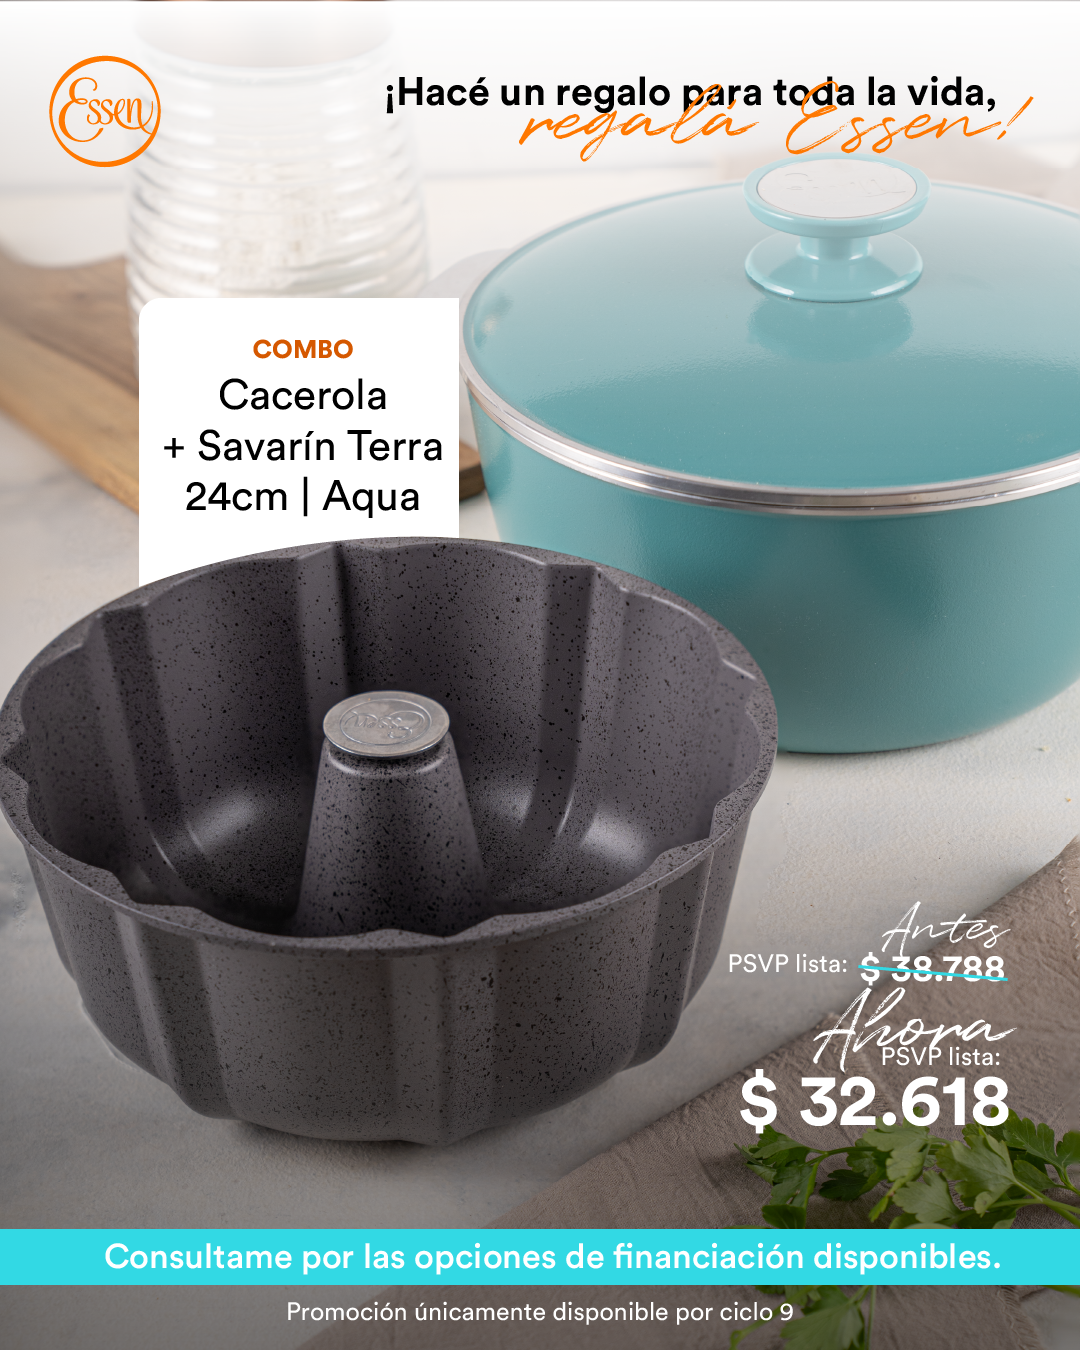 Essen
¡Hacé un regalo para toda la vida,
regalá Essen!
COMBO
Cacerola
+ Savarín Terra
24cm | Aqua
Essen
Essen
Antes
PSVP lista: $ 38.788
Ahora
PSVP lista:
$ 32.618
Consultame por las opciones de financiación disponibles.
Promoción únicamente disponible por ciclo 9